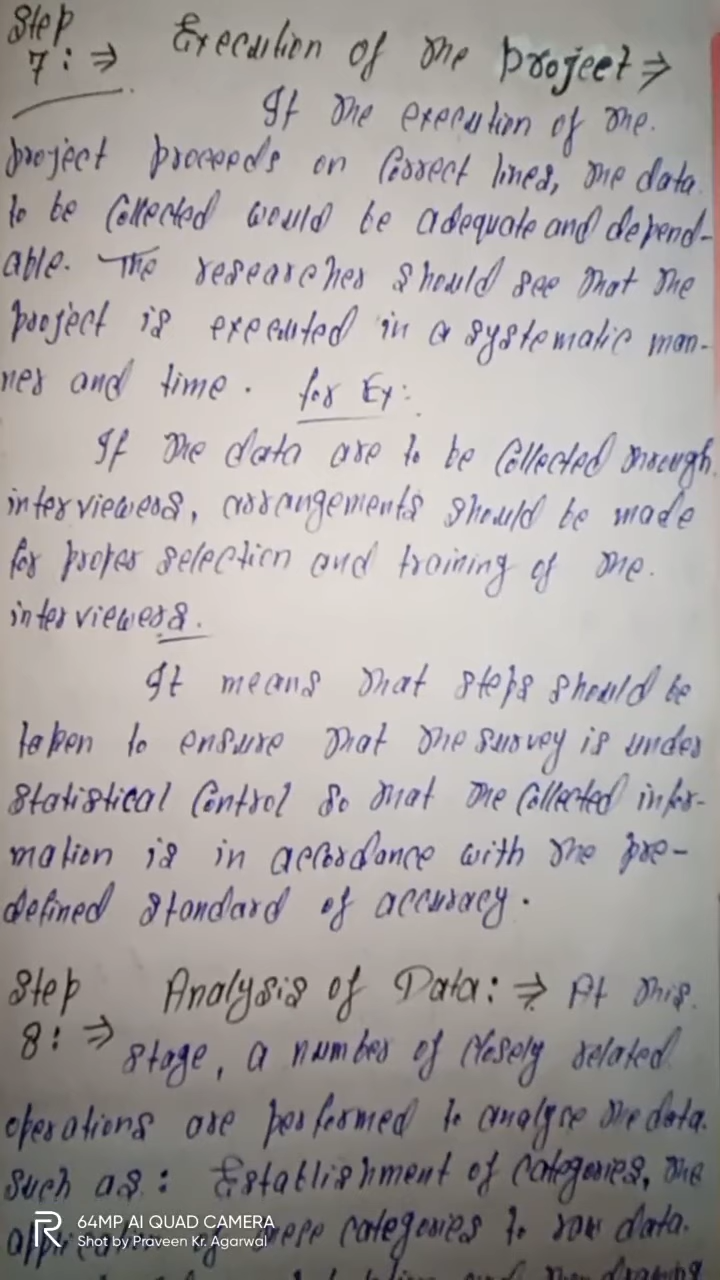 Step
7: ⇒ Execution of the project ⇒
If the execution of the.
project proceeds on correct lines, the data
to be collected would be adequate and depend-
able. The researcher should see that the
project is executed in a systematic man-
ner and time. for Ex:
If the data are to be collected through
interviewers, arrangements should be made
for proper selection and training of the.
interviewers.
It means that steps should be
taken to ensure that the survey is under
statistical control so that the collected infor-
mation is in accordance with the pre-
defined standard of accuracy.
Step Analysis of Data: ⇒ At this.
8: ⇒ stage, a number of closely related
operations are performed to analyse the data.
such as: Establishment of categories, the
these categories to raw data.
64MP AI QUAD CAMERA
Shot by Praveen Kr. Agarwal